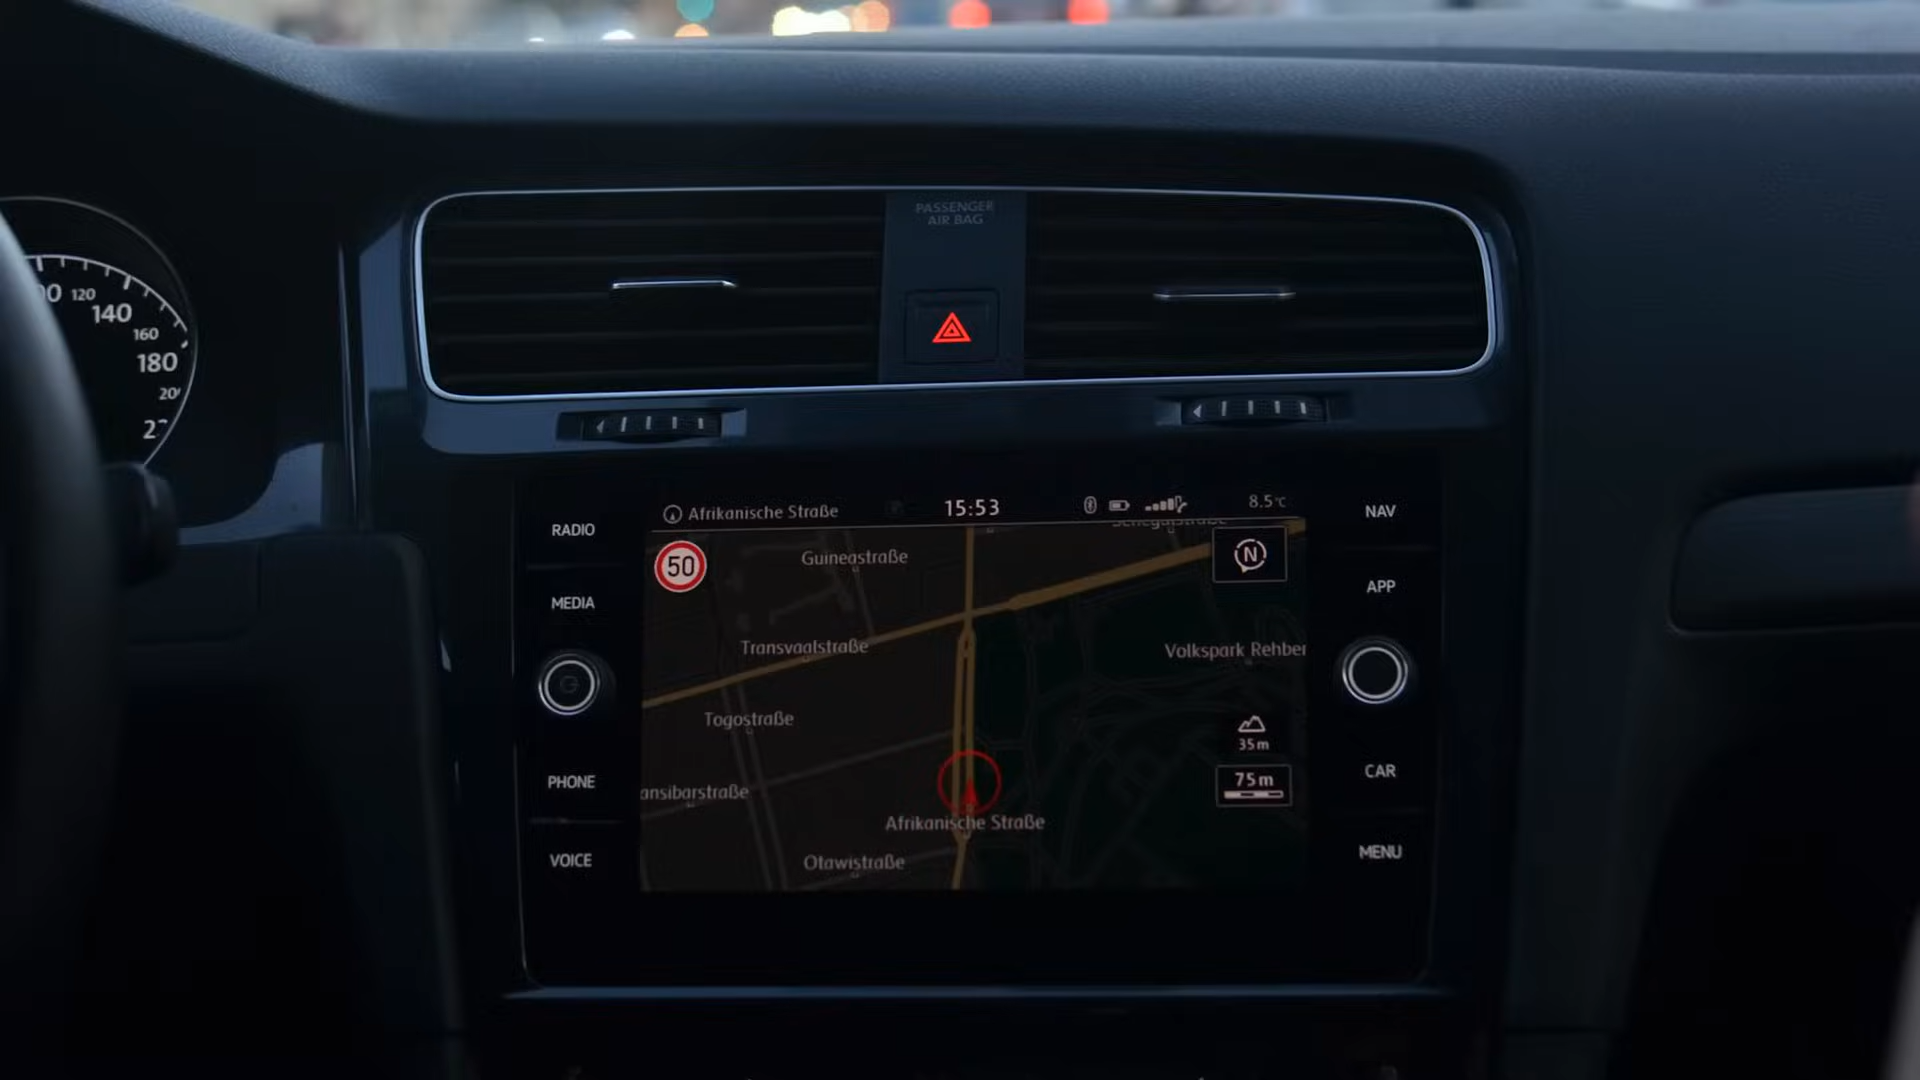 PASSENGER
AIR BAG
120
140
160
180
RADIO
MEDIA
PHONE
VOICE
Afrikanische Straße
15:53
8.5°C
50
Guineastraße
N
Transvaalstraße
Volkspark Rehber
Togostraße
35m
75m
ansibarstraße
Afrikanische Straße
Otawistraße
NAV
APP
CAR
MENU